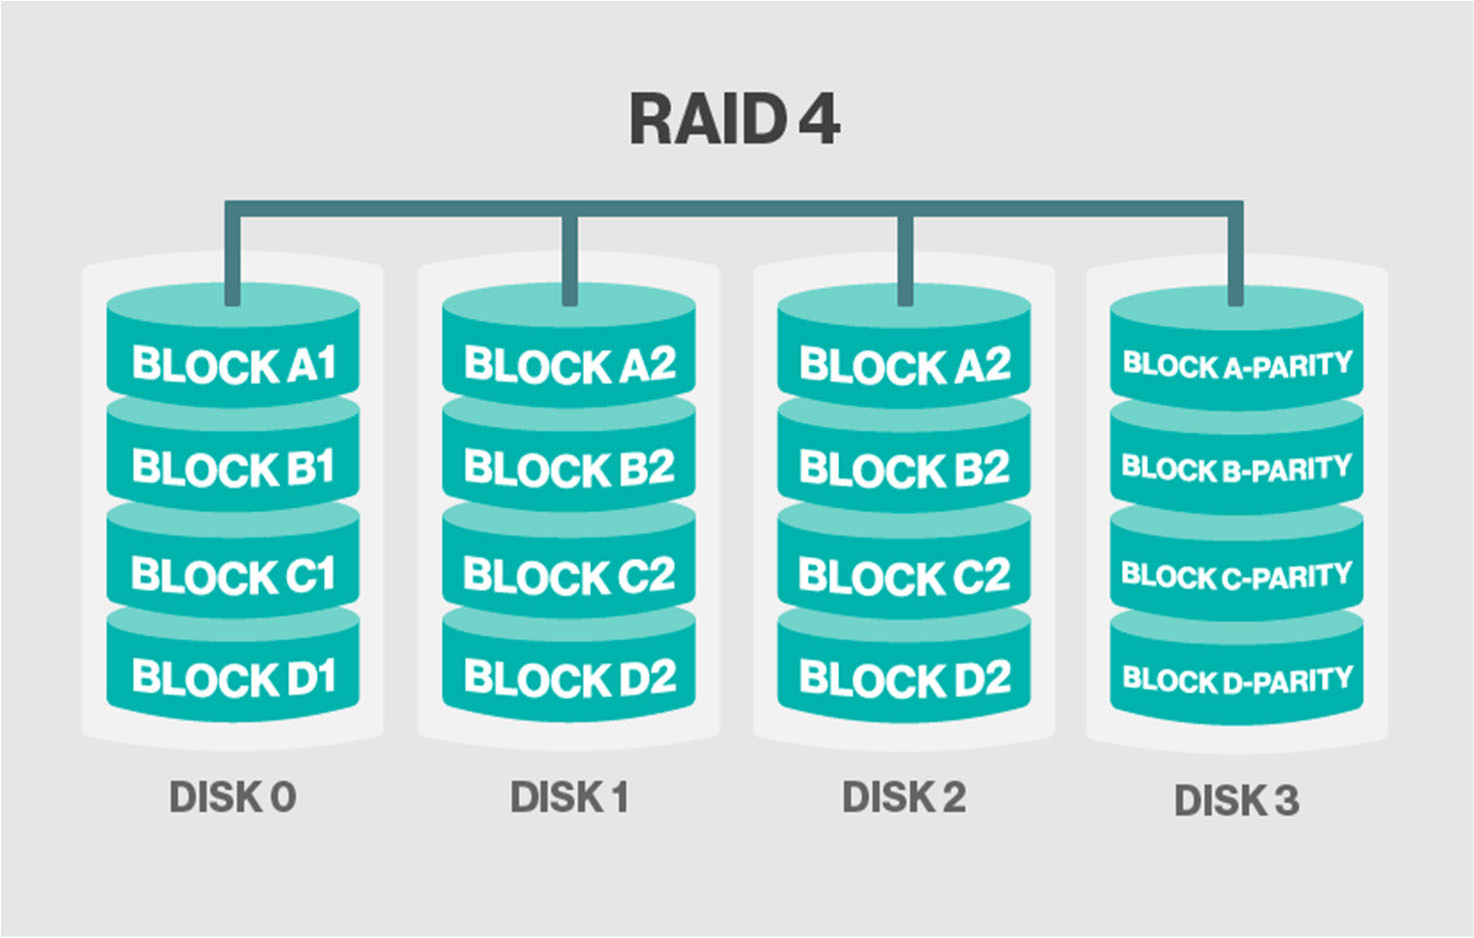 RAID 4
BLOCK A1
BLOCK A2
BLOCK A2
BLOCK A-PARITY
BLOCK B1
BLOCK B2
BLOCK B2
BLOCK B-PARITY
BLOCK C1
BLOCK C2
BLOCK C2
BLOCK C-PARITY
BLOCK D1
BLOCK D2
BLOCK D2
BLOCK D-PARITY
DISK 0
DISK 1
DISK 2
DISK 3